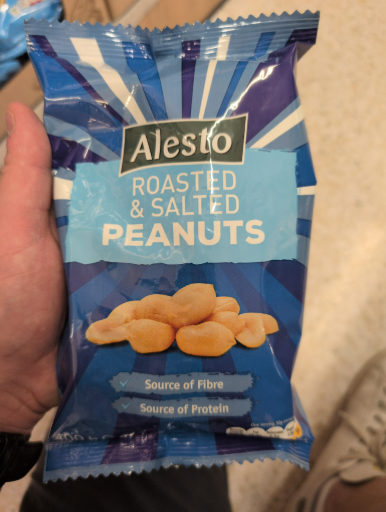 Alesto
ROASTED
& SALTED
PEANUTS
Source of Fibre
Source of Protein